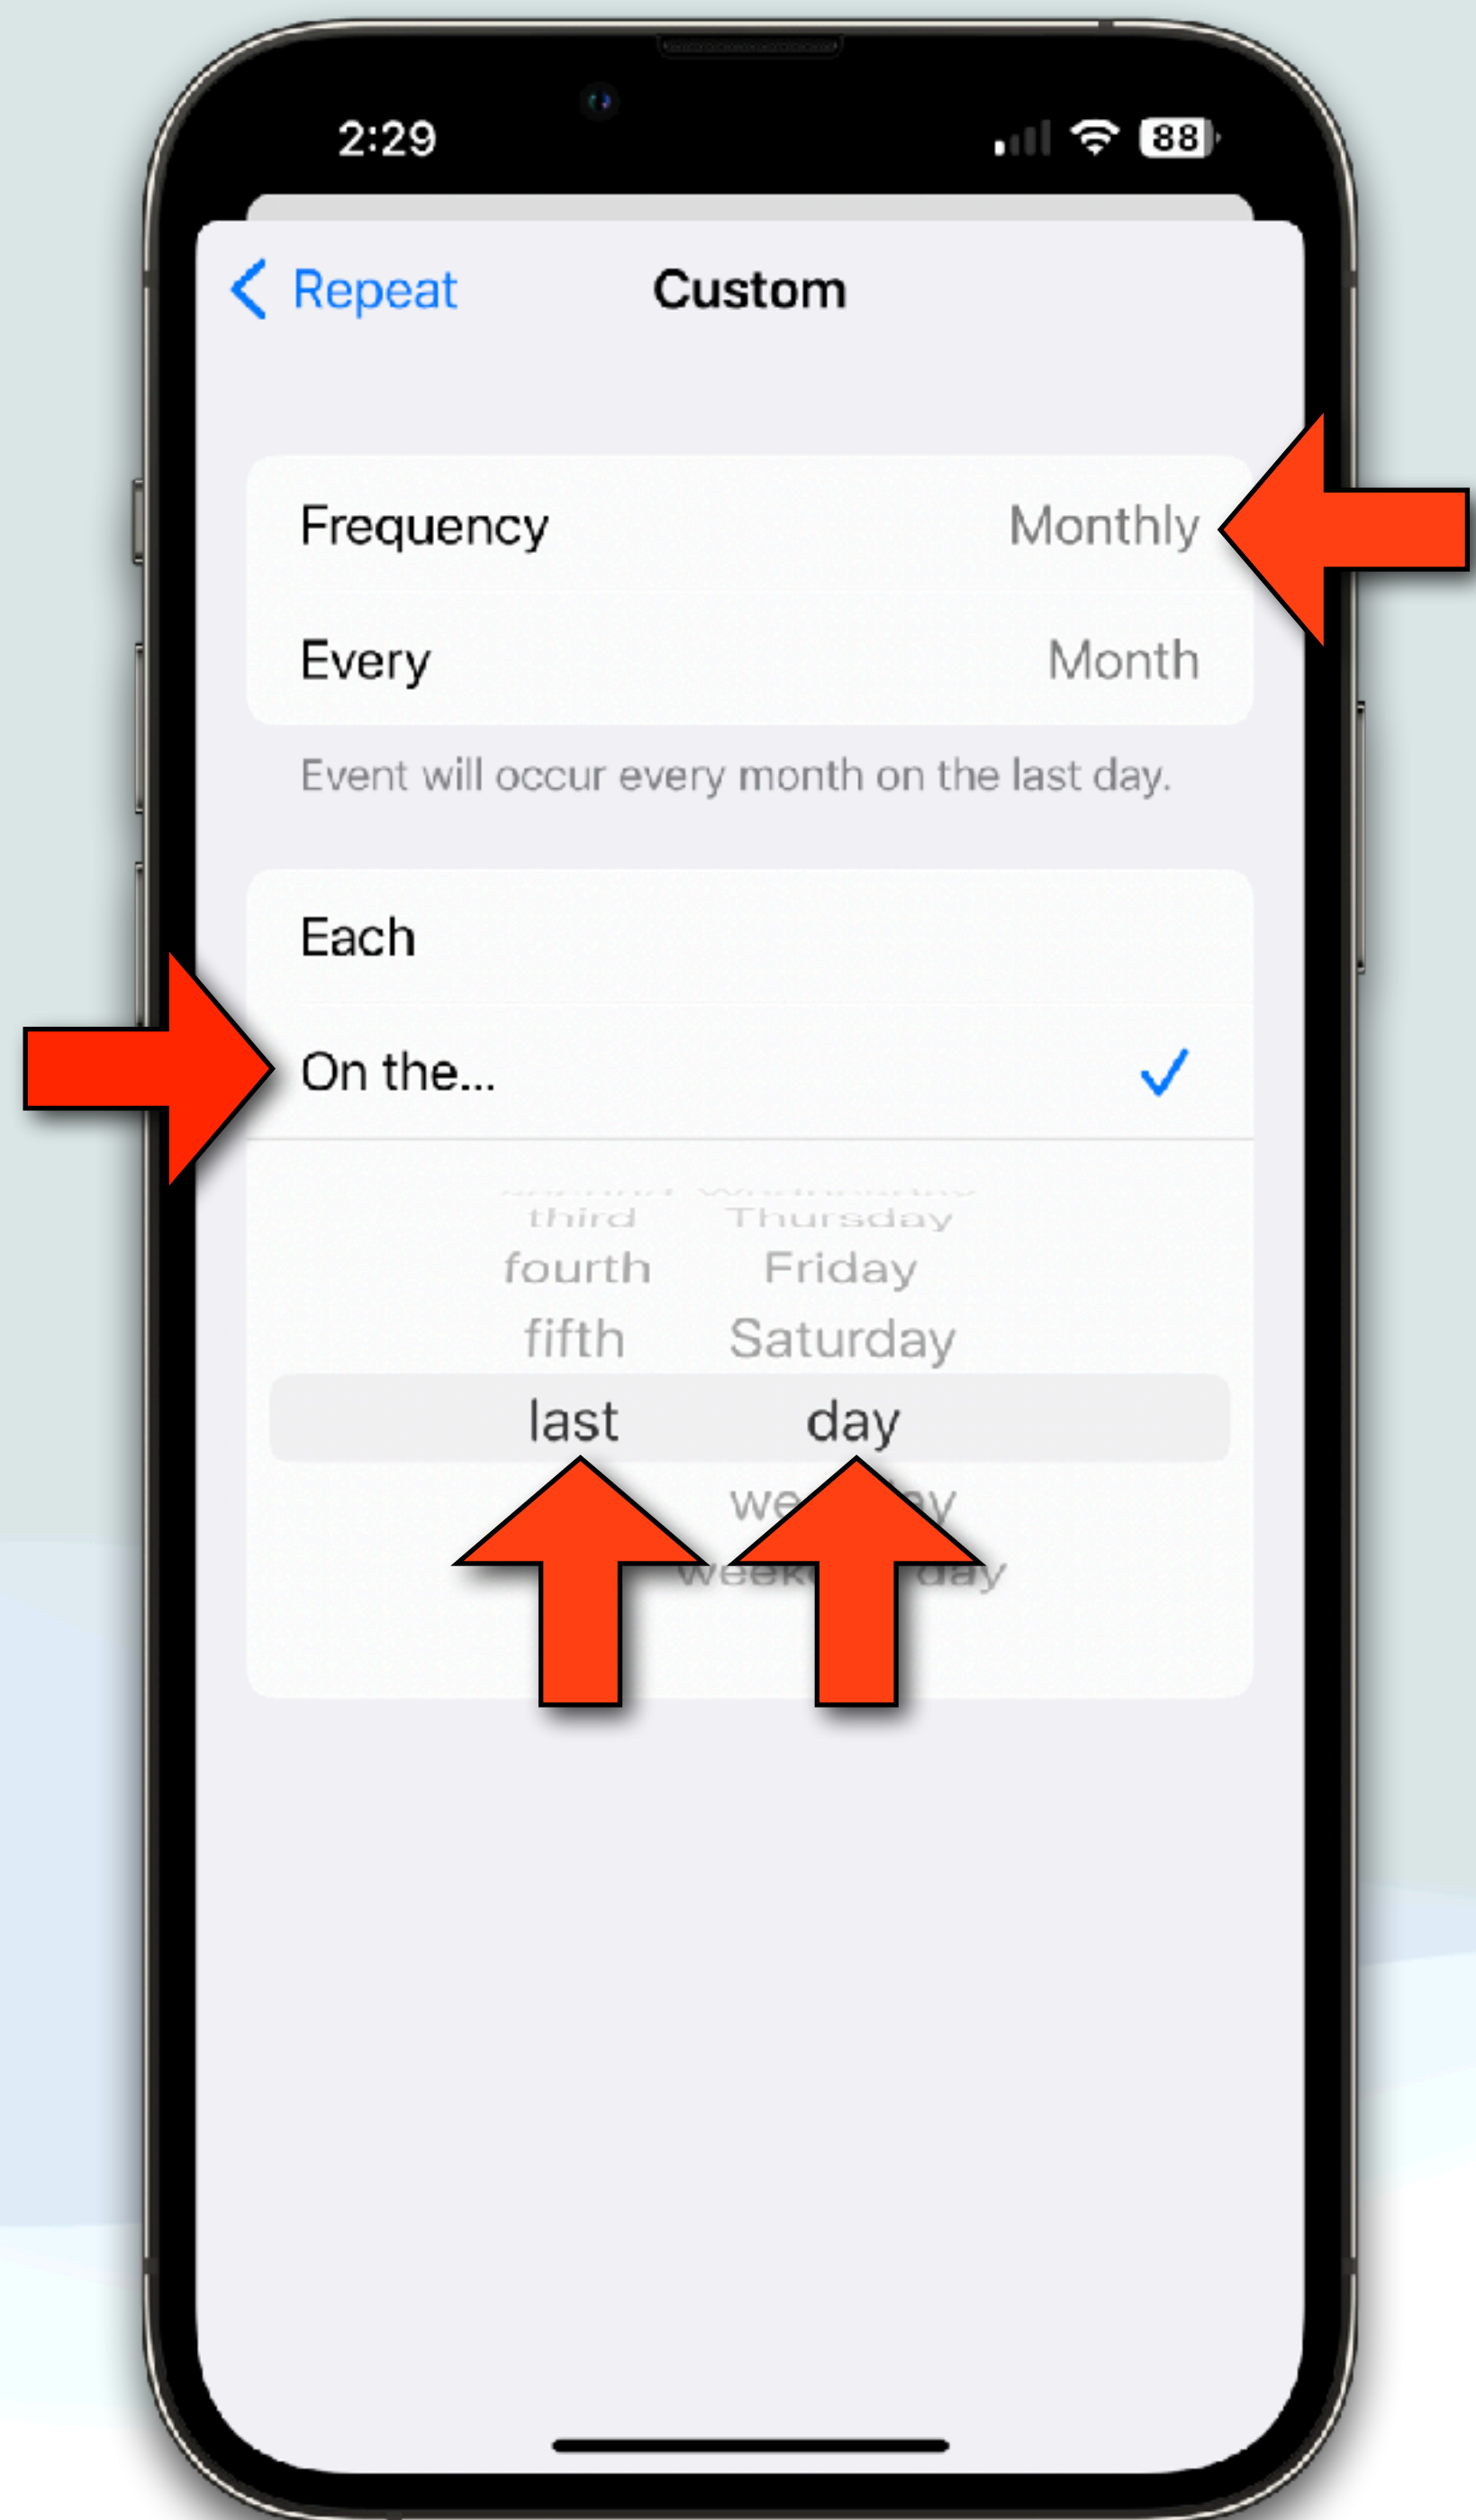 2:29 88
Repeat Custom
Frequency Monthly
Every Month
Event will occur every month on the last day.
Each
On the...
third Thursday
fourth Friday
fifth Saturday
last day
day